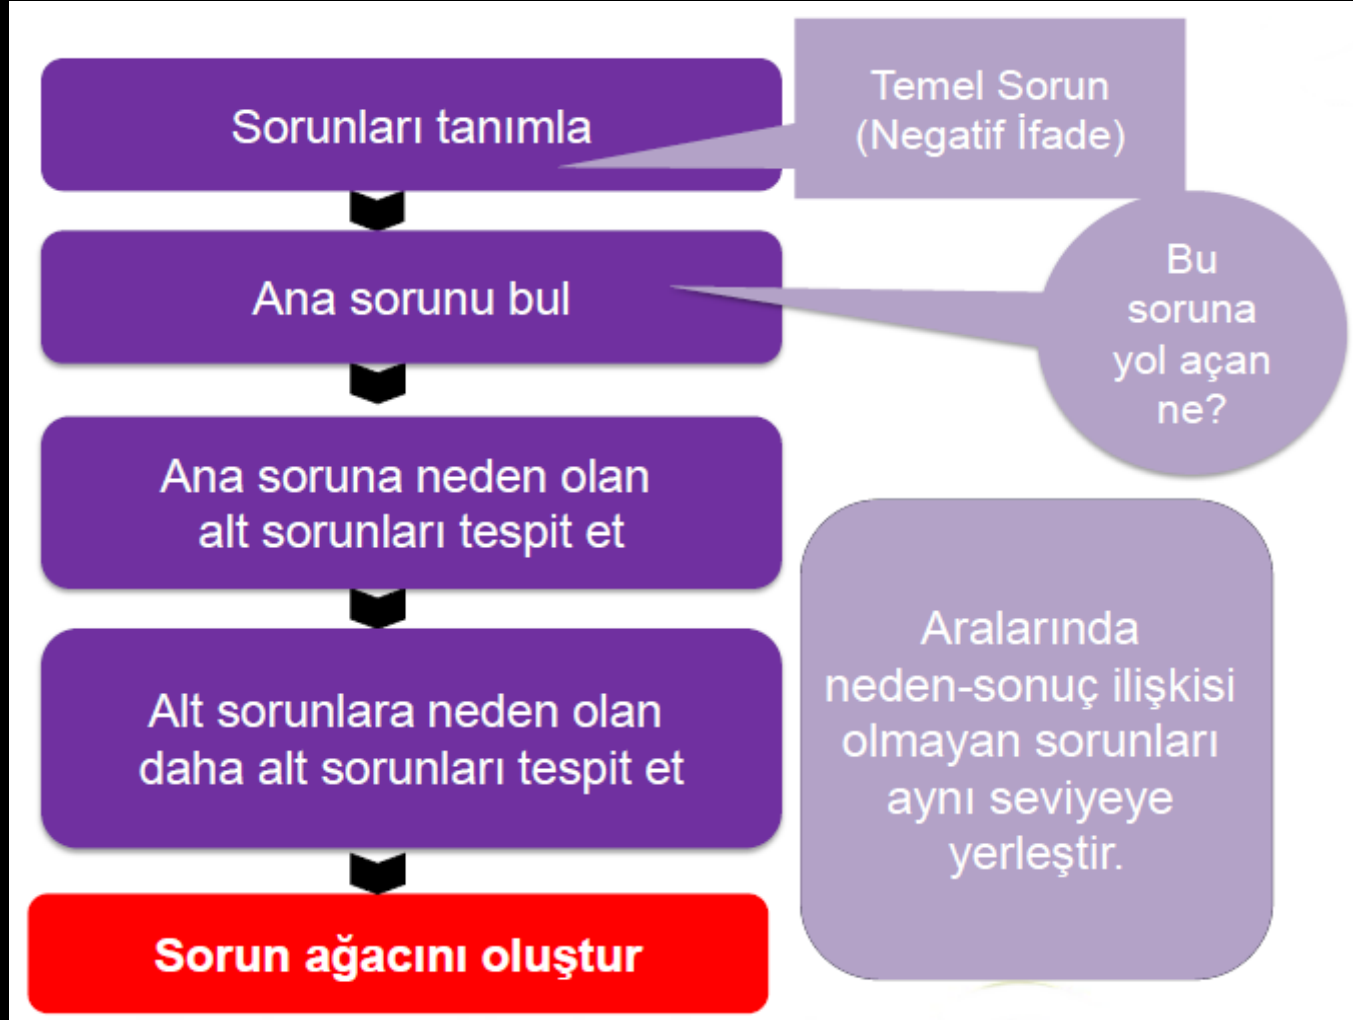 Sorunları tanımla
Temel Sorun
(Negatif İfade)
Ana sorunu bul
Bu
soruna
yol açan
ne?
Ana soruna neden olan
alt sorunları tespit et
Alt sorunlara neden olan
daha alt sorunları tespit et
Aralarında
neden-sonuç ilişkisi
olmayan sorunları
aynı seviyeye
yerleştir.
Sorun ağacını oluştur